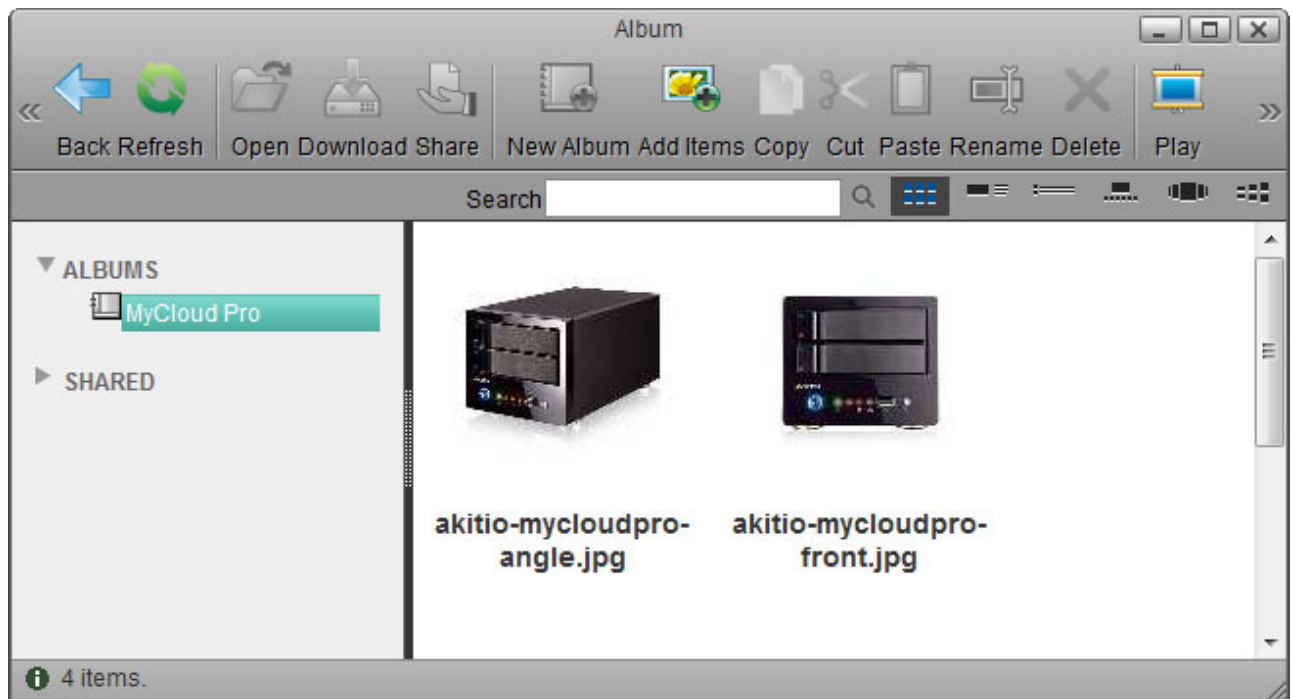 Album
Back Refresh Open Download Share New Album Add Items Copy Cut Paste Rename Delete Play
Search
ALBUMS
MyCloud Pro
SHARED
akitio-mycloudpro-
angle.jpg
akitio-mycloudpro-
front.jpg
4 items.